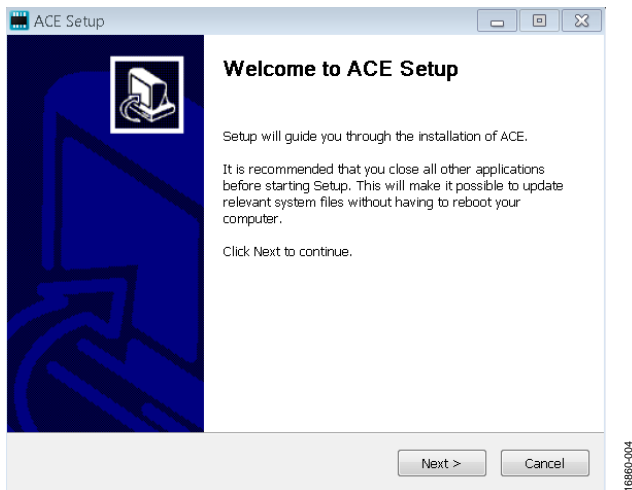 ACE Setup
Welcome to ACE Setup
Setup will guide you through the installation of ACE.
It is recommended that you close all other applications
before starting Setup. This will make it possible to update
relevant system files without having to reboot your
computer.
Click Next to continue.
Next >
Cancel
16860-004